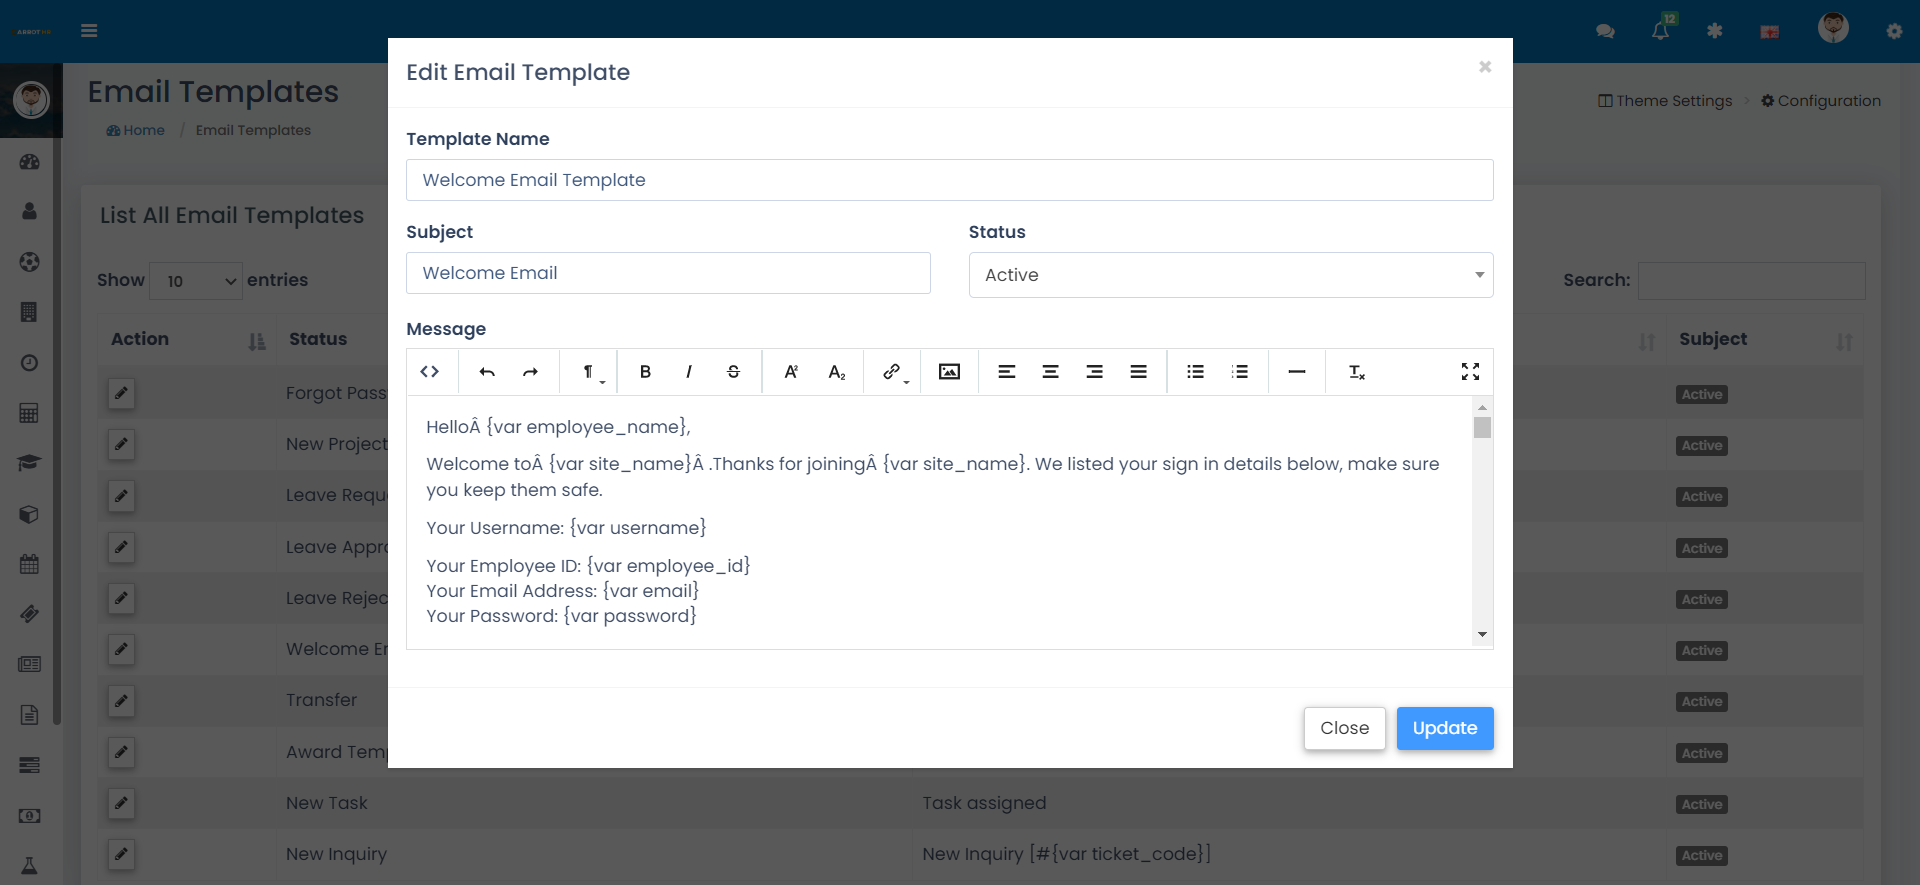 12
Edit Email Template
×
Email Templates
Theme Settings > Configuration
Home / Email Templates
Template Name
Welcome Email Template
List All Email Templates
Subject
Status
Welcome Email
Active
Show 10 entries
Search:
Message
Action
Status
Subject
B I S A² A₂
Forgot Pass
Active
HelloÂ {var employee_name},
New Project
Active
Welcome toÂ {var site_name}Â .Thanks for joiningÂ {var site_name}. We listed your sign in details below, make sure
you keep them safe.
Leave Requ
Active
Your Username: {var username}
Leave Appro
Active
Your Employee ID: {var employee_id}
Your Email Address: {var email}
Leave Rejec
Active
Your Password: {var password}
Welcome Em
Active
Transfer
Active
Close
Update
Award Temp
Active
New Task
Task assigned
Active
New Inquiry
New Inquiry [#{var ticket_code}]
Active